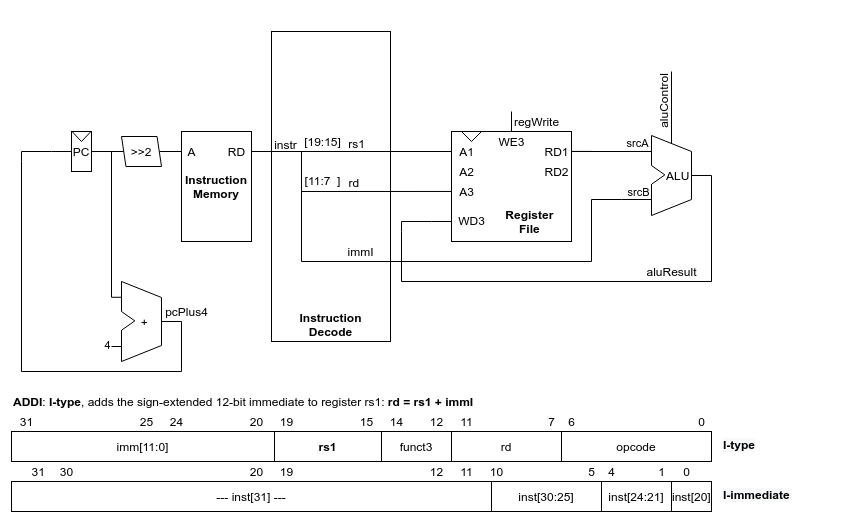 aluControl
regWrite
PC
>>2
A RD
Instruction
Memory
instr [19:15] rs1
[11:7 ] rd
immI
Instruction
Decode
A1
A2
A3
WD3
WE3
RD1
RD2
Register
File
srcA
srcB
ALU
aluResult
pcPlus4
+
4
ADDI: I-type, adds the sign-extended 12-bit immediate to register rs1: rd = rs1 + immI
31 25 24 20 19 15 14 12 11 7 6 0
imm[11:0] rs1 funct3 rd opcode I-type
31 30 20 19 12 11 10 5 4 1 0
--- inst[31] --- inst[30:25] inst[24:21] inst[20] I-immediate